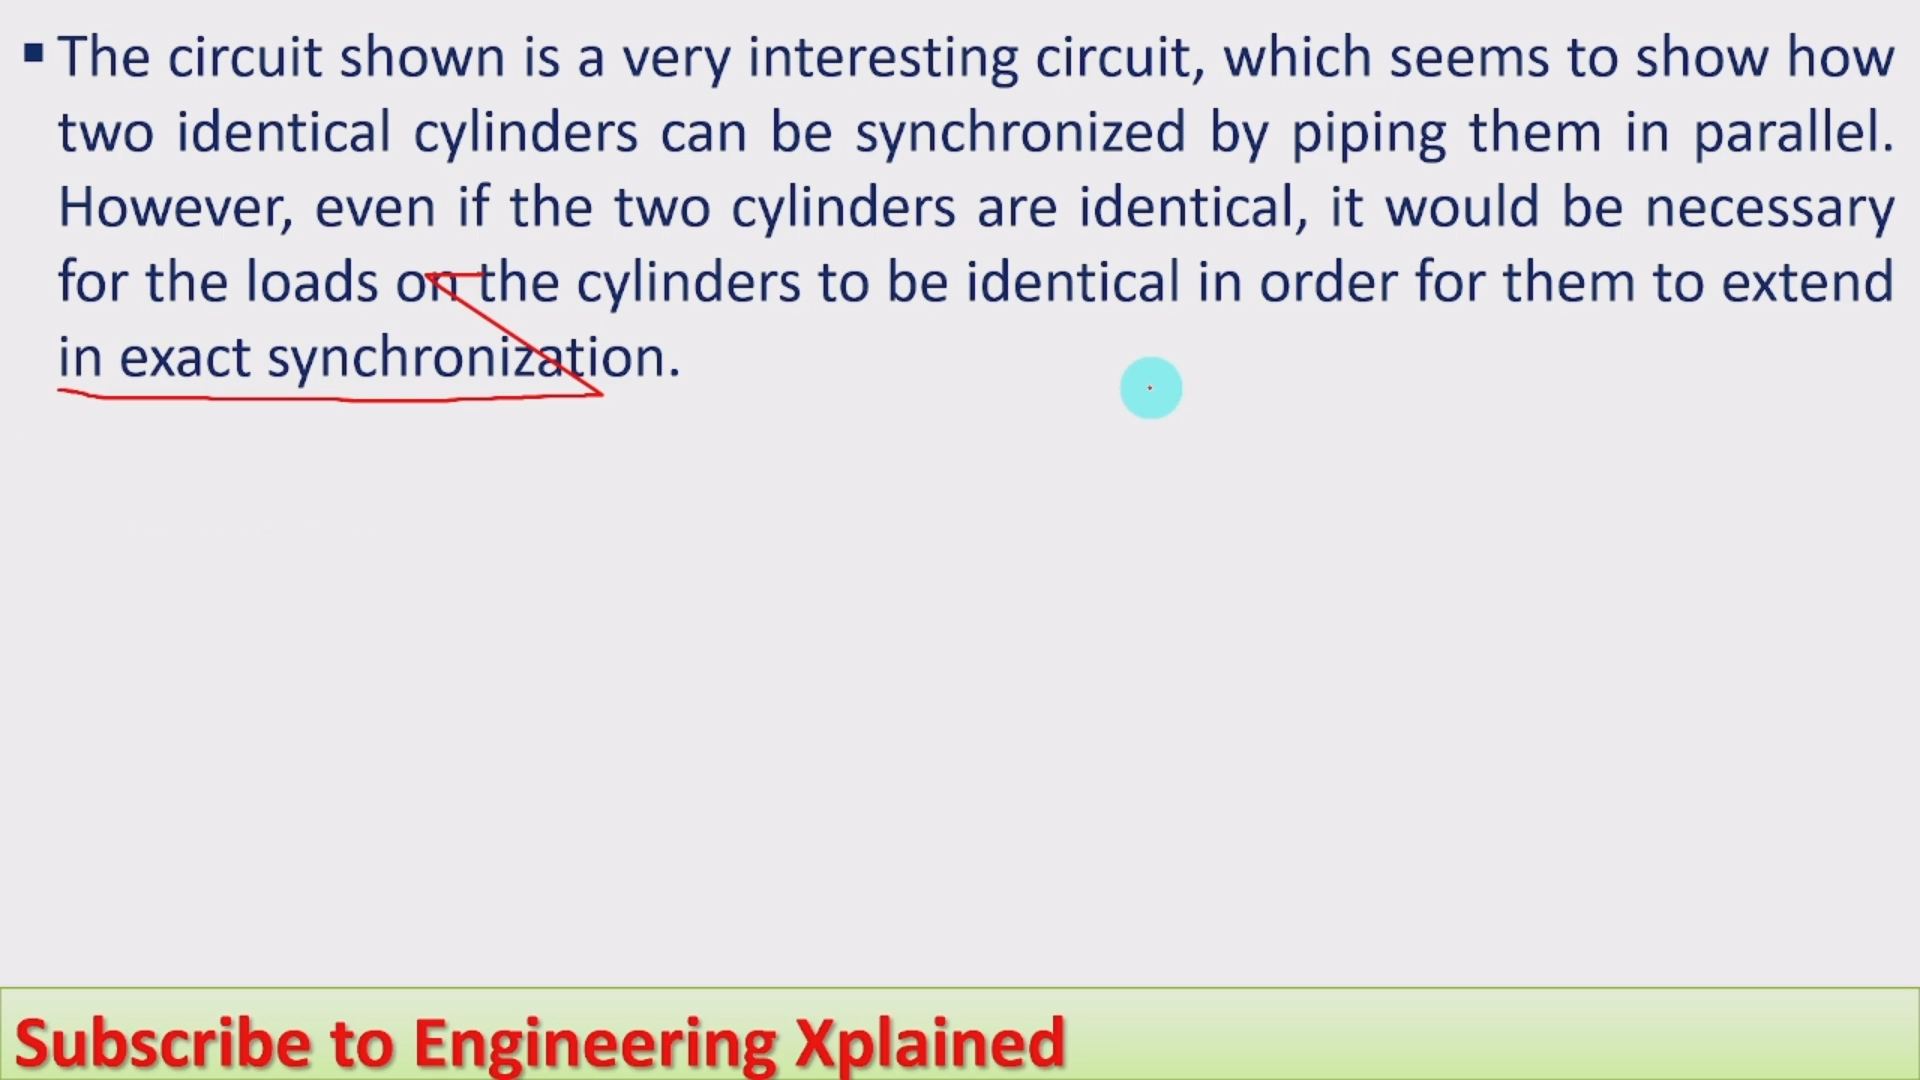 ▪ The circuit shown is a very interesting circuit, which seems to show how
two identical cylinders can be synchronized by piping them in parallel.
However, even if the two cylinders are identical, it would be necessary
for the loads on the cylinders to be identical in order for them to extend
in exact synchronization.
Subscribe to Engineering Xplained